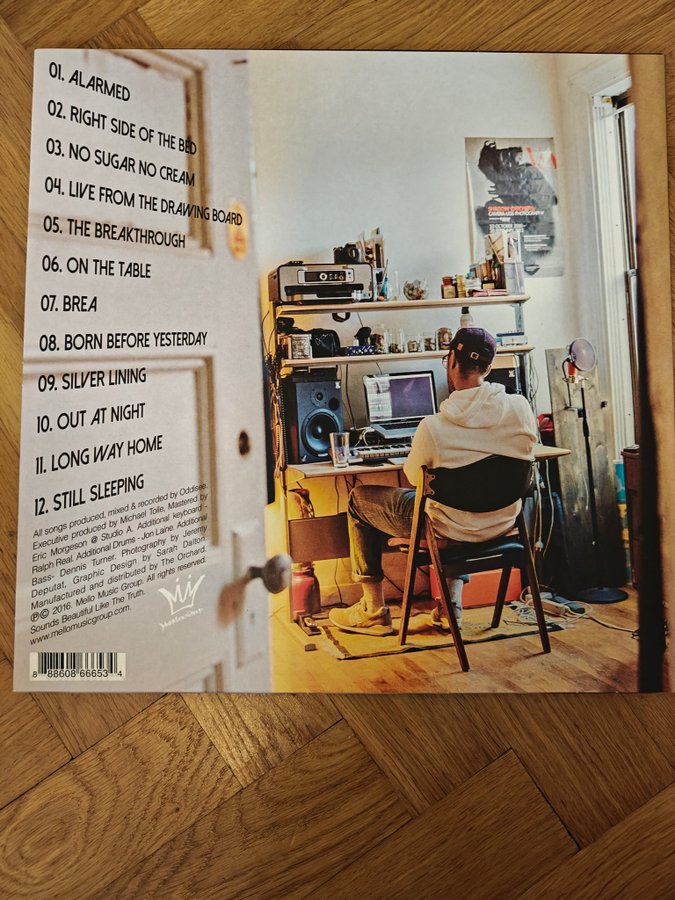 01. ALARMED
02. RIGHT SIDE OF THE BED
03. NO SUGAR NO CREAM
04. LIVE FROM THE DRAWING BOARD
05. THE BREAKTHROUGH
06. ON THE TABLE
07. BREA
08. BORN BEFORE YESTERDAY
09. SILVER LINING
10. OUT AT NIGHT
11. LONG WAY HOME
12. STILL SLEEPING
All songs produced, mixed & recorded by Oddisee.
Executive produced by Michael Tolle, Mastered by
Eric Morgeson @ Studio A. Additional keyboard -
Ralph Real, Additional Drums - Jon Laine. Additional
Bass- Dennis Turner. Photography by Jeremy
Deputat, Graphic Design by Sarah Dalton.
Manufactured and distributed by The Orchard.
℗© 2016. Mello Music Group. All rights reserved.
Sounds Beautiful Like The Truth.
www.mellomusicgroup.com.
8 88608 66653 4